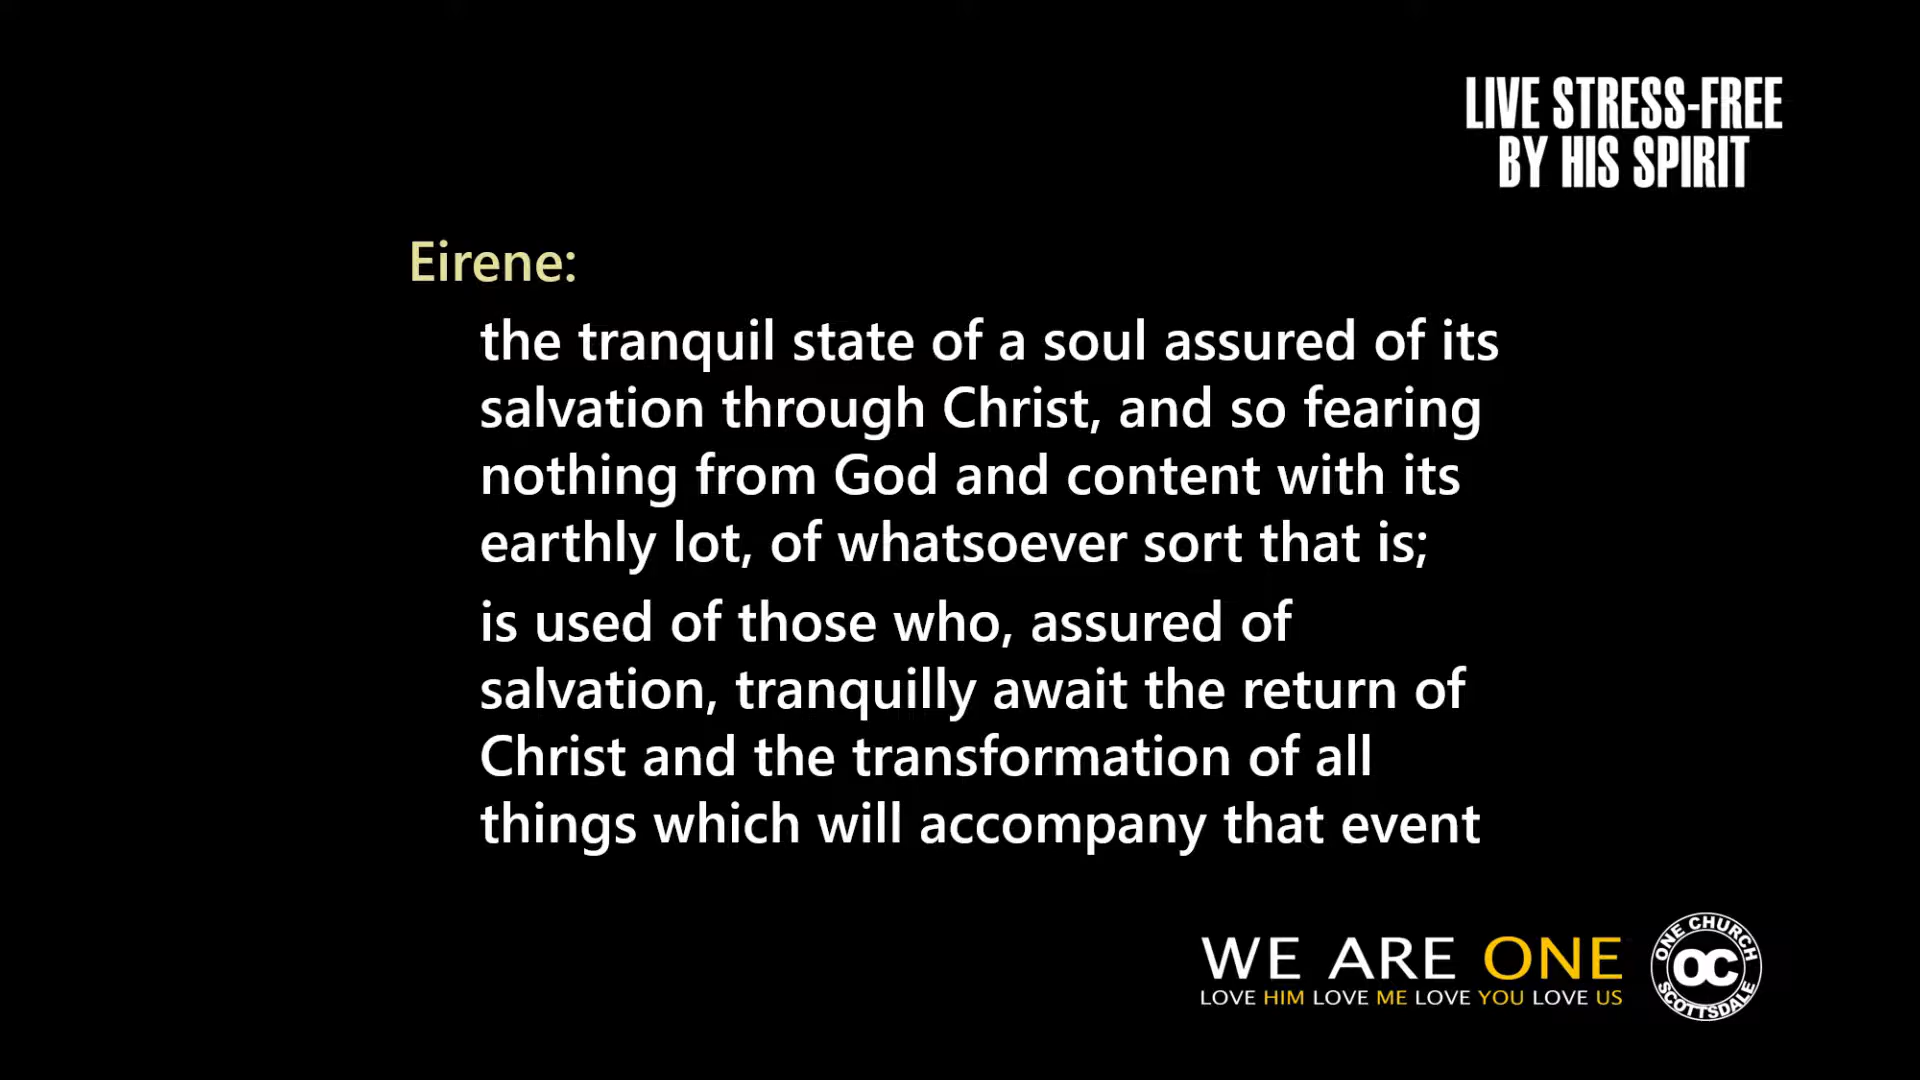 LIVE STRESS-FREE
BY HIS SPIRIT
Eirene:
the tranquil state of a soul assured of its
salvation through Christ, and so fearing
nothing from God and content with its
earthly lot, of whatsoever sort that is;
is used of those who, assured of
salvation, tranquilly await the return of
Christ and the transformation of all
things which will accompany that event
WE ARE ONE
LOVE HIM LOVE ME LOVE YOU LOVE US
ONE CHURCH
OC
SCOTTSDALE